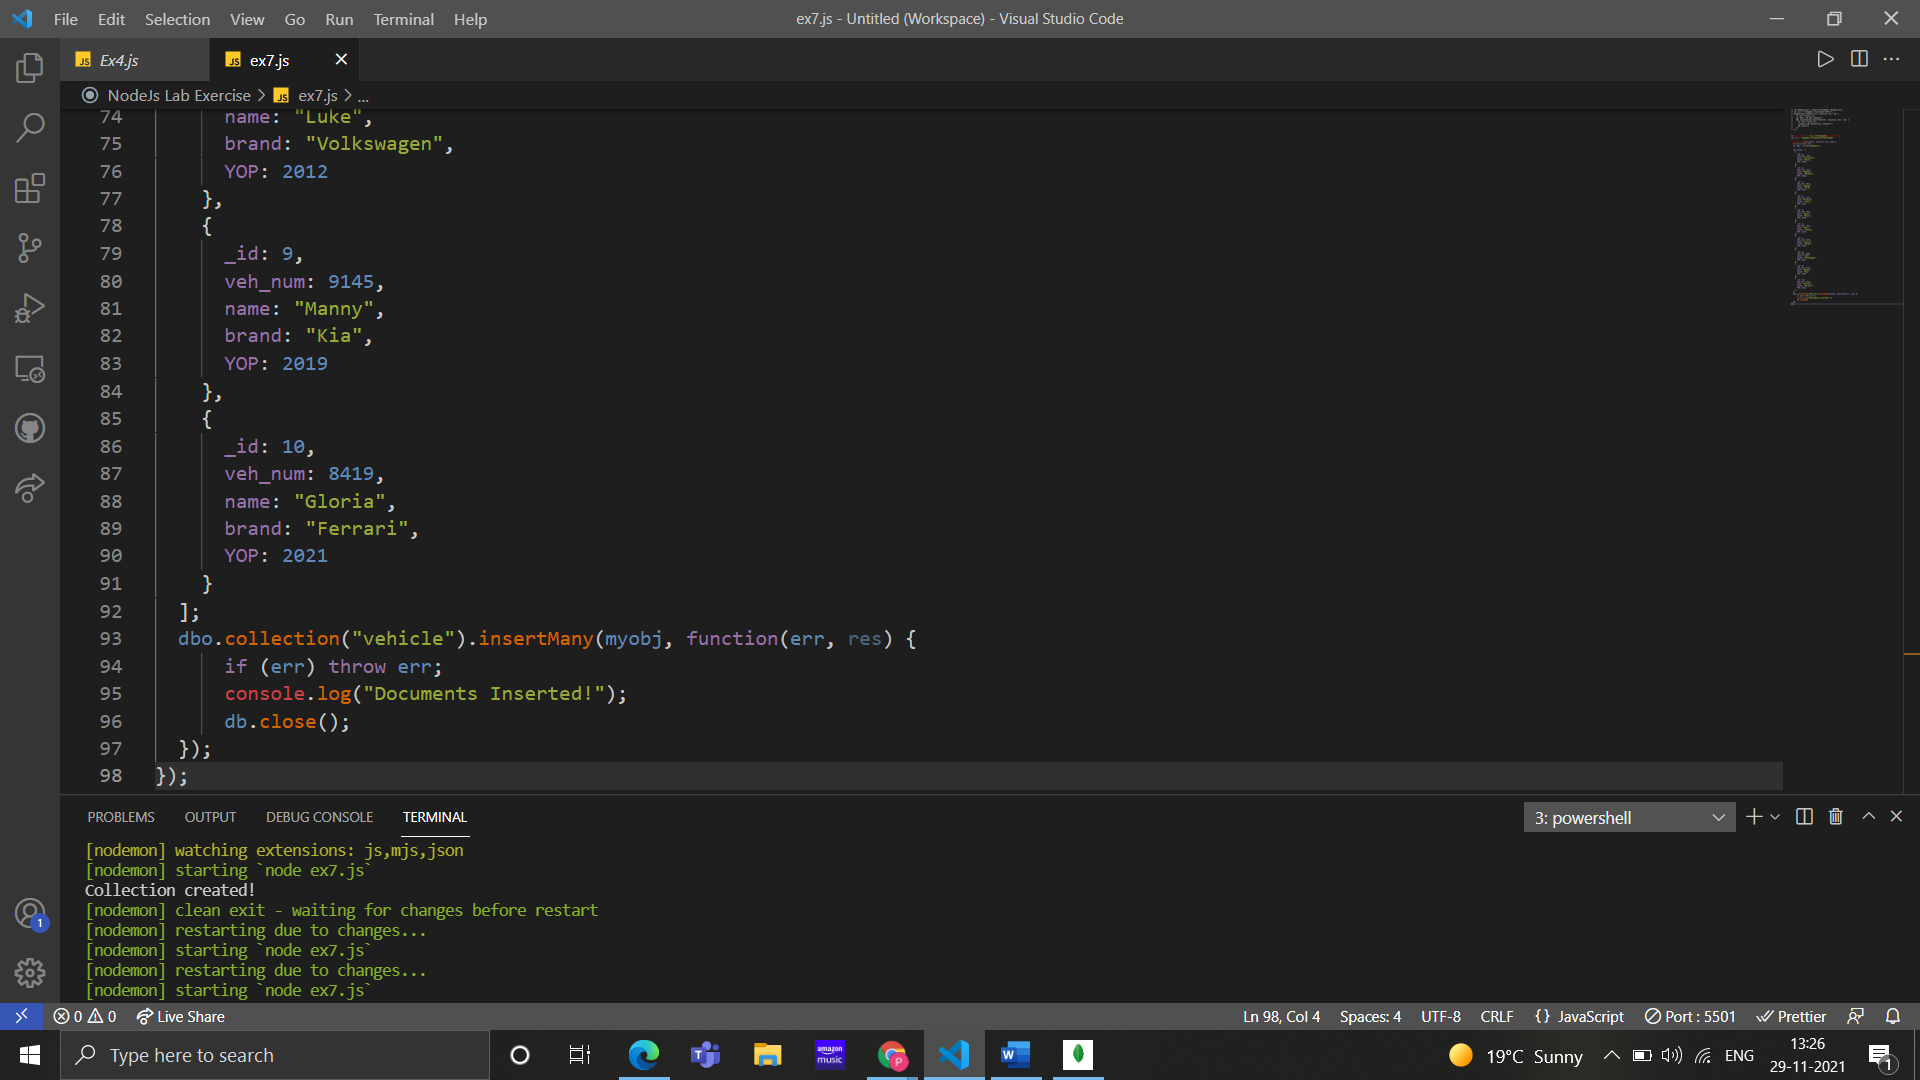 File Edit Selection View Go Run Terminal Help
ex7.js - Untitled (Workspace) - Visual Studio Code
JS Ex4.js
JS ex7.js
NodeJs Lab Exercise > JS ex7.js > ...
74 name: "Luke",
75 brand: "Volkswagen",
76 YOP: 2012
77 },
78 {
79 _id: 9,
80 veh_num: 9145,
81 name: "Manny",
82 brand: "Kia",
83 YOP: 2019
84 },
85 {
86 _id: 10,
87 veh_num: 8419,
88 name: "Gloria",
89 brand: "Ferrari",
90 YOP: 2021
91 }
92 ];
93 dbo.collection("vehicle").insertMany(myobj, function(err, res) {
94 if (err) throw err;
95 console.log("Documents Inserted!");
96 db.close();
97 });
98 });
PROBLEMS OUTPUT DEBUG CONSOLE TERMINAL
3: powershell
[nodemon] watching extensions: js,mjs,json
[nodemon] starting `node ex7.js`
Collection created!
[nodemon] clean exit - waiting for changes before restart
[nodemon] restarting due to changes...
[nodemon] starting `node ex7.js`
[nodemon] restarting due to changes...
[nodemon] starting `node ex7.js`
1
0 0 Live Share
Ln 98, Col 4 Spaces: 4 UTF-8 CRLF {} JavaScript Port : 5501 Prettier
Type here to search
amazon music
19°C Sunny
ENG
13:26
29-11-2021
1